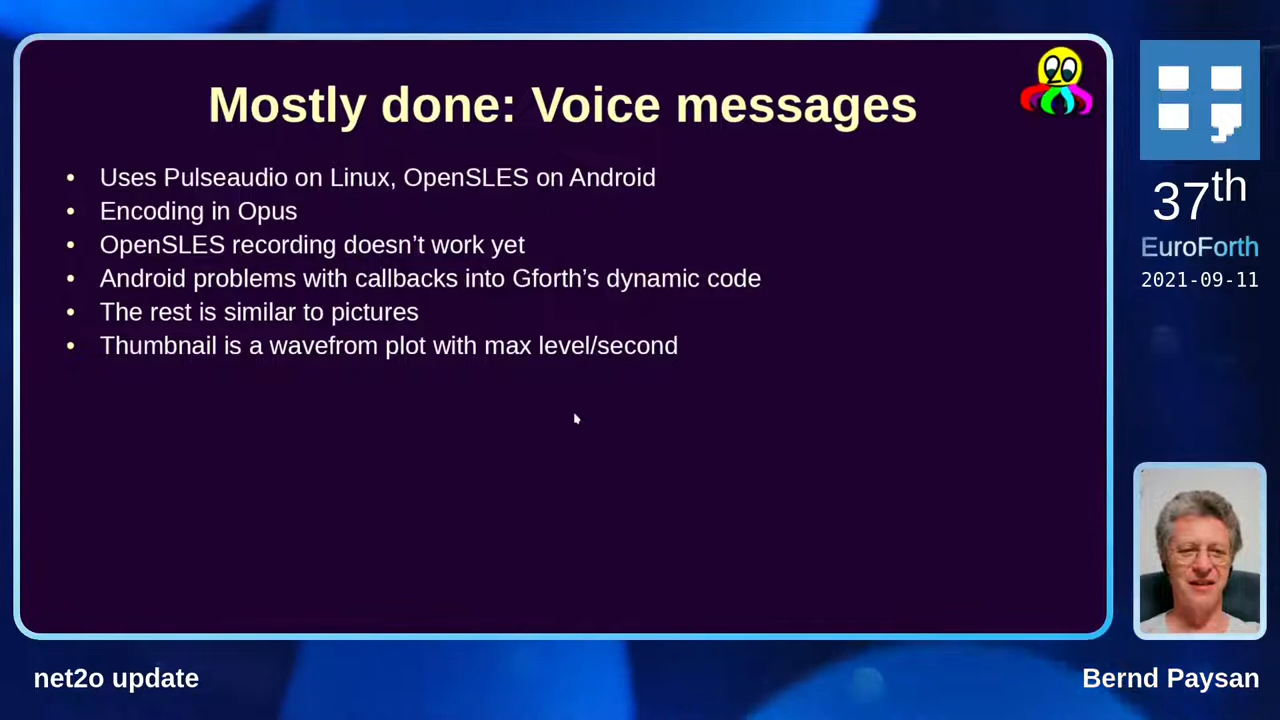 Mostly done: Voice messages
• Uses Pulseaudio on Linux, OpenSLES on Android
• Encoding in Opus
• OpenSLES recording doesn’t work yet
• Android problems with callbacks into Gforth’s dynamic code
• The rest is similar to pictures
• Thumbnail is a wavefrom plot with max level/second
37th
EuroForth
2021-09-11
net2o update
Bernd Paysan